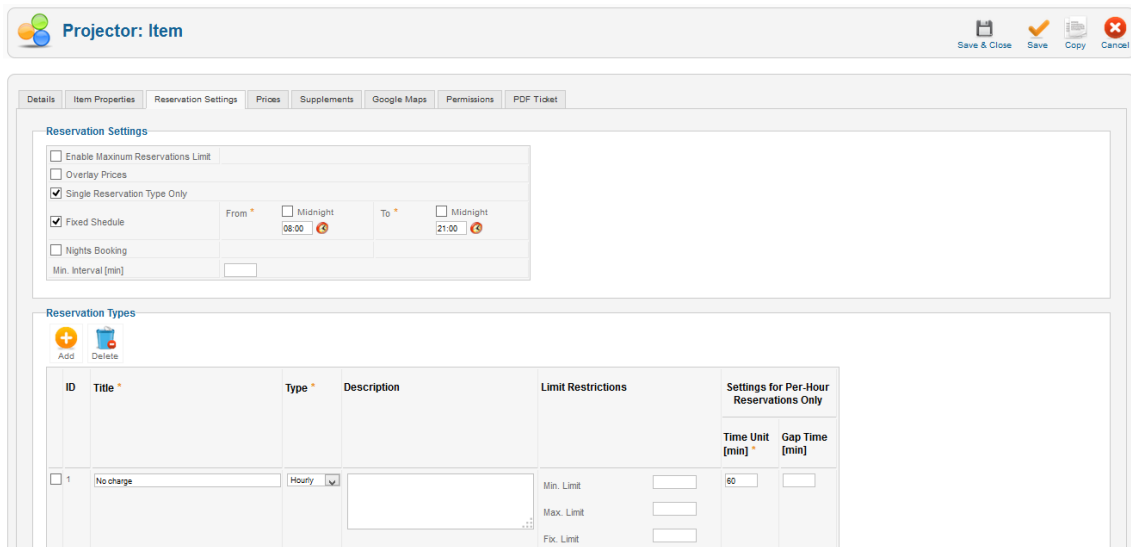 Projector: Item
Save & Close Save Copy Cancel
Details Item Properties Reservation Settings Prices Supplements Google Maps Permissions PDF Ticket
Reservation Settings
Enable Maxinum Reservations Limit
Overlay Prices
Single Reservation Type Only
Fixed Shedule From * Midnight To * Midnight
08:00 21:00
Nights Booking
Min. Interval [min]
Reservation Types
Add Delete
ID Title * Type * Description Limit Restrictions Settings for Per-Hour
Reservations Only
Time Unit Gap Time
[min] * [min]
1 No charge Hourly Min. Limit 60
Max. Limit
Fix. Limit